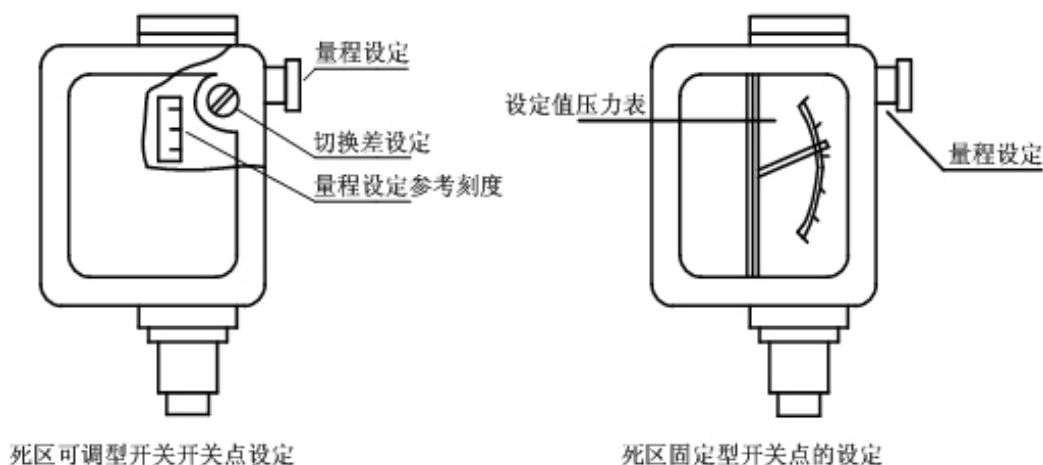 量程设定
切换差设定
量程设定参考刻度
死区可调型开关开关点设定
设定值压力表
量程设定
死区固定型开关点的设定